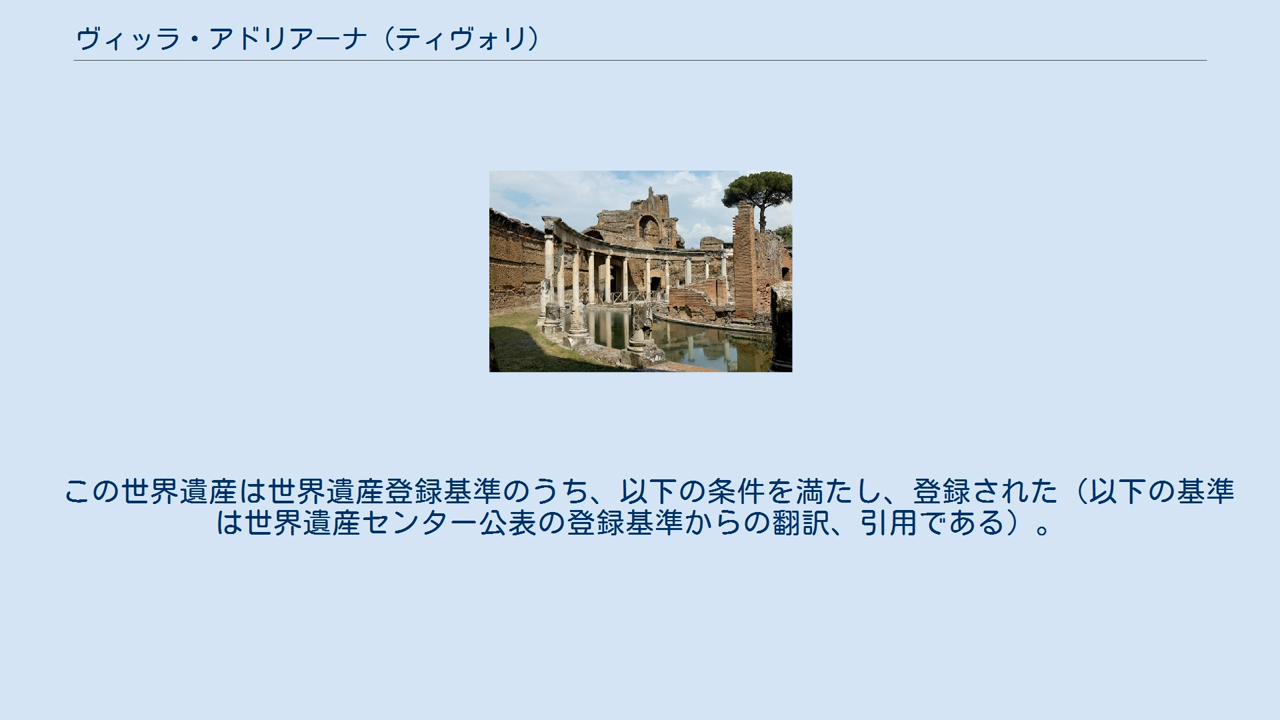 ヴィッラ・アドリアーナ（ティヴォリ）
この世界遺産は世界遺産登録基準のうち、以下の条件を満たし、登録された（以下の基準
は世界遺産センター公表の登録基準からの翻訳、引用である）。